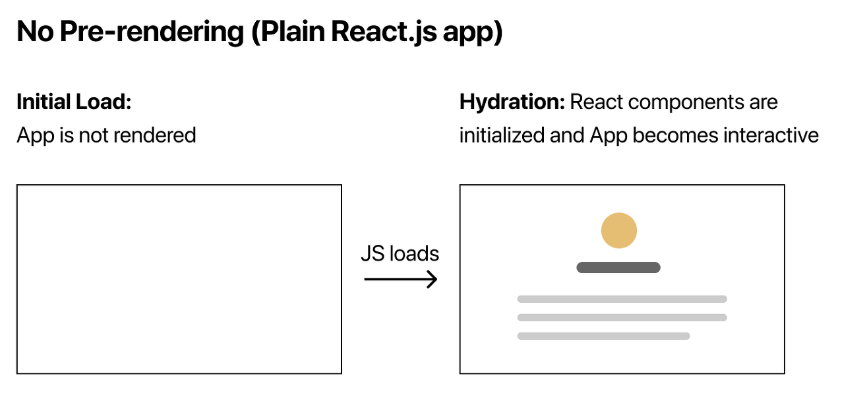 No Pre-rendering (Plain React.js app)
Initial Load:
App is not rendered
Hydration: React components are
initialized and App becomes interactive
JS loads